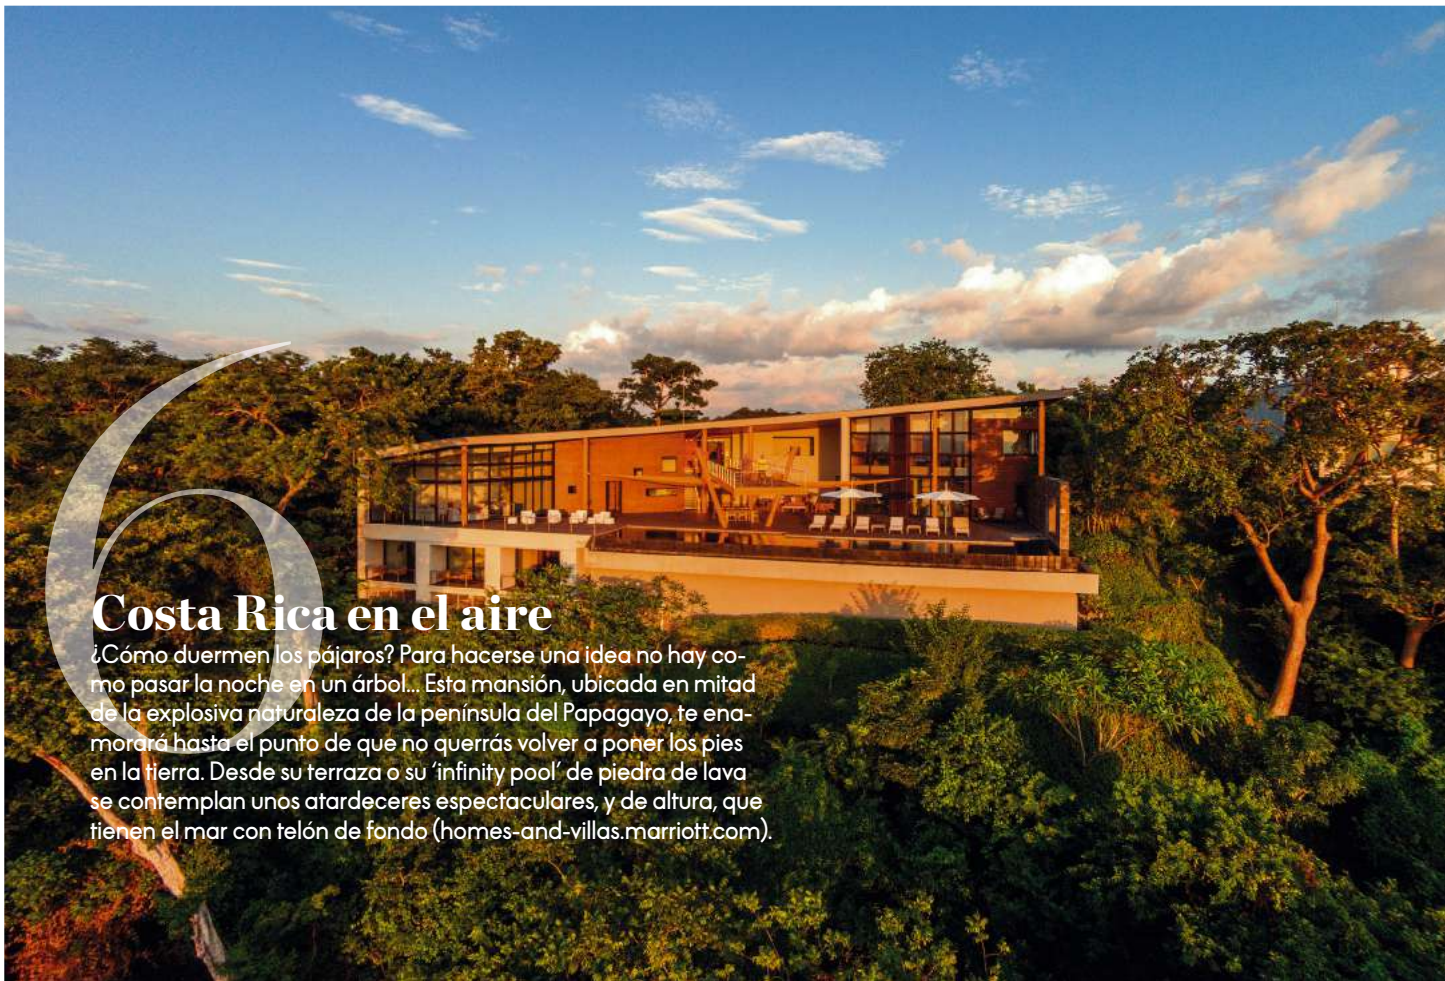 6
Costa Rica en el aire
¿Cómo duermen los pájaros? Para hacerse una idea no hay co-
mo pasar la noche en un árbol... Esta mansión, ubicada en mitad
de la explosiva naturaleza de la península del Papagayo, te ena-
morará hasta el punto de que no querrás volver a poner los pies
en la tierra. Desde su terraza o su ‘infinity pool’ de piedra de lava
se contemplan unos atardeceres espectaculares, y de altura, que
tienen el mar con telón de fondo (homes-and-villas.marriott.com).